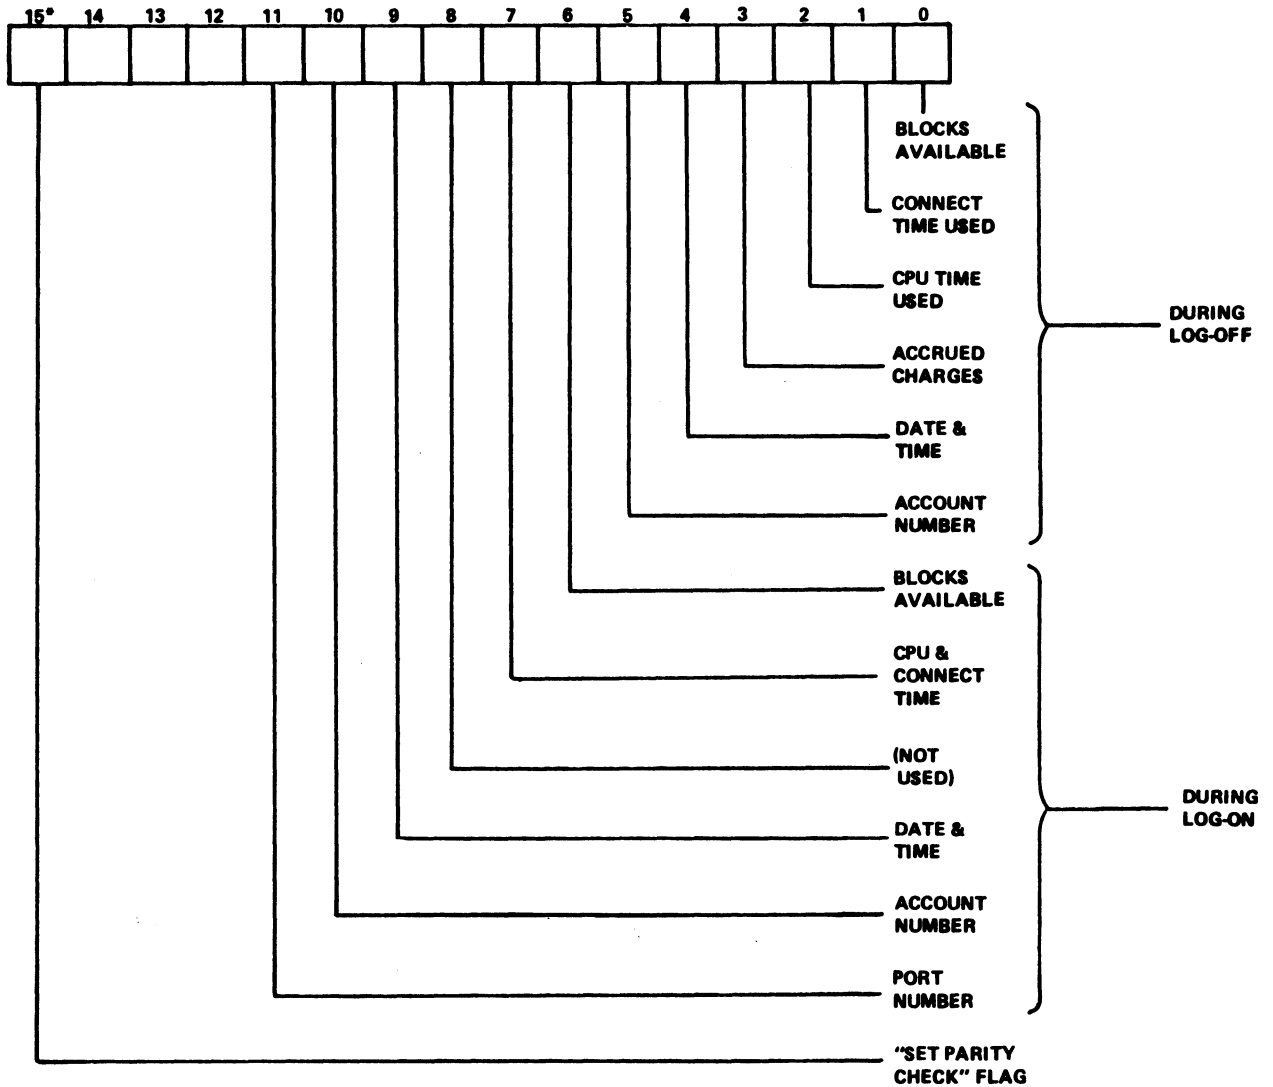 15* 14 13 12 11 10 9 8 7 6 5 4 3 2 1 0
BLOCKS
AVAILABLE
CONNECT
TIME USED
CPU TIME
USED
ACCRUED
CHARGES
DATE &
TIME
ACCOUNT
NUMBER
DURING
LOG-OFF
BLOCKS
AVAILABLE
CPU &
CONNECT
TIME
(NOT
USED)
DATE &
TIME
ACCOUNT
NUMBER
PORT
NUMBER
DURING
LOG-ON
"SET PARITY
CHECK" FLAG